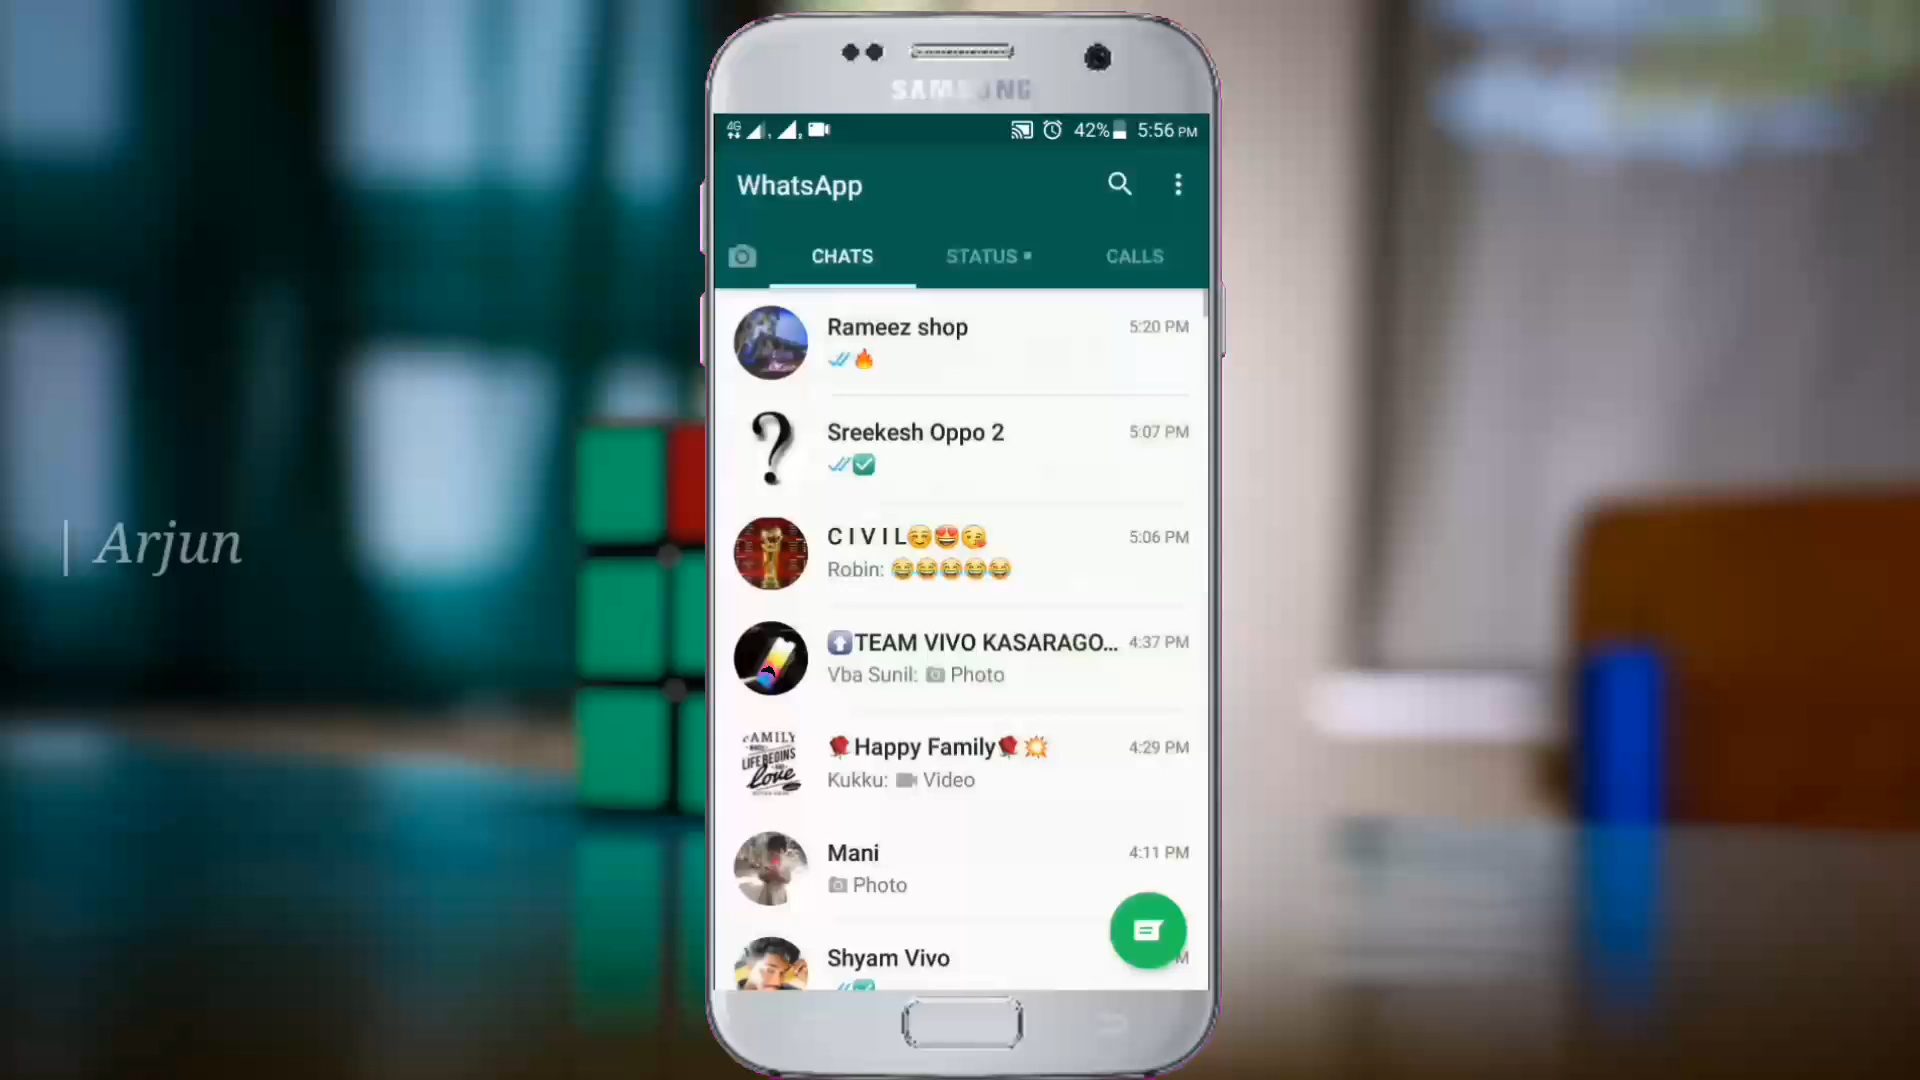 SAMSUNG
4G 42% 5:56 PM
WhatsApp
CHATS STATUS CALLS
Rameez shop 5:20 PM
🔥
Sreekesh Oppo 2 5:07 PM
✅
C I V I L☺️😍😘 5:06 PM
Robin: 😂😂😂😂😂
| Arjun
⬆️TEAM VIVO KASARAGO... 4:37 PM
Vba Sunil: Photo
FAMILY
LIFE BEGINS
love
🌹Happy Family🌹💥 4:29 PM
Kukku: Video
Mani 4:11 PM
Photo
Shyam Vivo M
✅